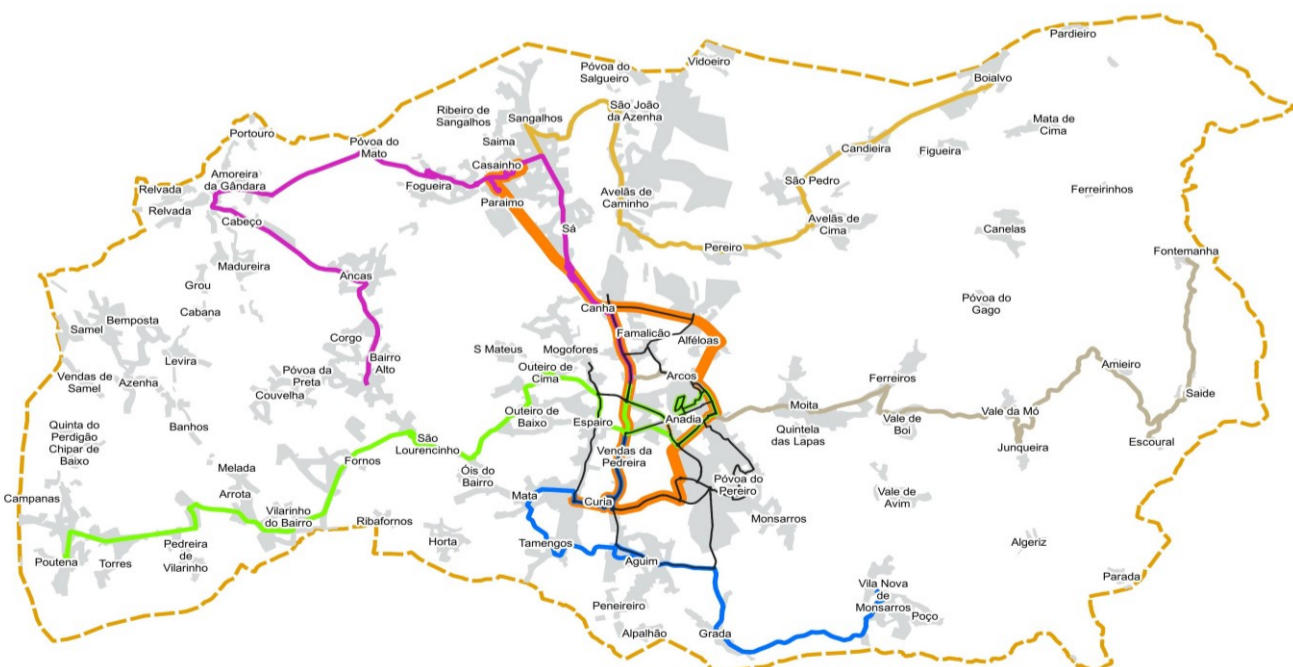 Pardieiro
Vidoeiro
Póvoa do
Salgueiro
Boialvo
Ribeiro de
Sangalhos
Sangalhos
São João
da Azenha
Mata de
Cima
Portouro
Póvoa do
Mato
Saima
Candieira
Figueira
Casainho
Amoreira
da Gândara
Relvada
Fogueira
São Pedro
Ferreirinhos
Relvada
Paraimo
Avelãs de
Caminho
Cabeço
Sá
Avelãs de
Cima
Canelas
Pereiro
Fontemanha
Madureira
Ancas
Grou
Póvoa do
Gago
Cabana
Canha
Bemposta
Samel
Corgo
Famalicão
Alféloas
S Mateus
Mogofores
Levira
Bairro
Alto
Outeiro de
Cima
Amieiro
Vendas de
Samel
Azenha
Póvoa da
Preta
Arcos
Ferreiros
Couvelha
Saide
Moita
Vale da Mó
Outeiro
de Baixo
Espairo
Anadia
Quintela
das Lapas
Vale de
Boi
Banhos
Quinta do
Perdigão
Chipar de
Baixo
São
Lourencinho
Junqueira
Escoural
Vendas da
Pedreira
Fornos
Melada
Óis do
Bairro
Póvoa do
Pereiro
Campanas
Arrota
Mata
Curia
Vale de
Avim
Vilarinho
do Bairro
Ribafornos
Monsarros
Horta
Tamengos
Algeriz
Pedreira
de
Vilarinho
Poutena
Torres
Aguim
Parada
Vila Nova
de
Monsarros
Poço
Peneireiro
Alpalhão
Grada